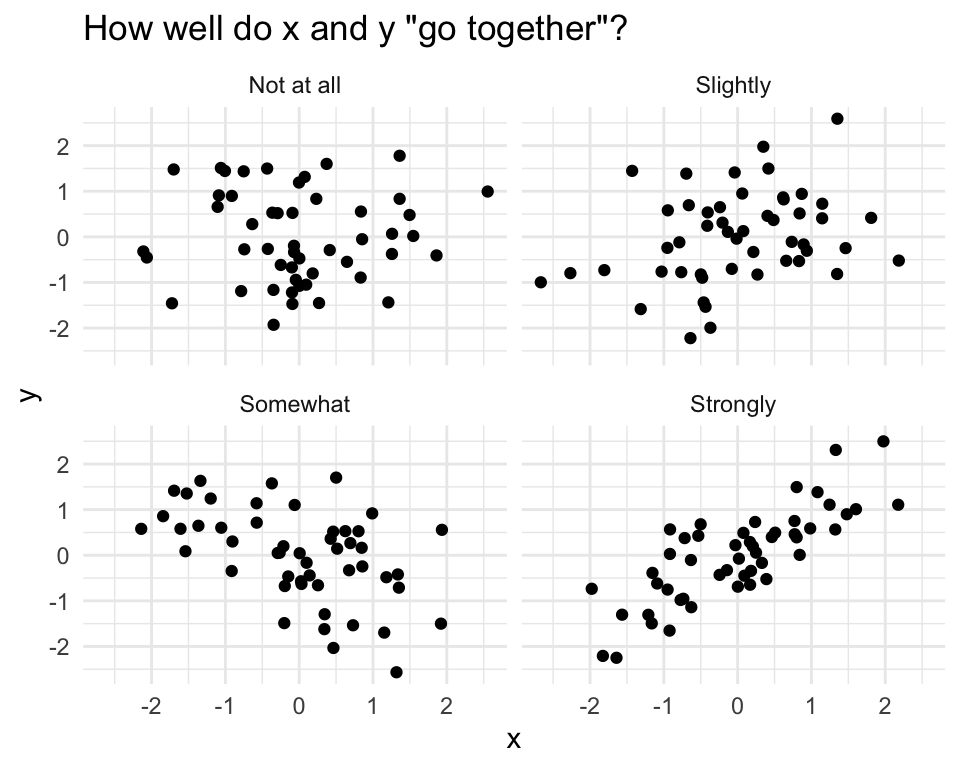 How well do x and y "go together"?
Not at all
Slightly
2
1
0
-1
-2
y
Somewhat
Strongly
2
1
0
-1
-2
-2 -1 0 1 2 -2 -1 0 1 2
x